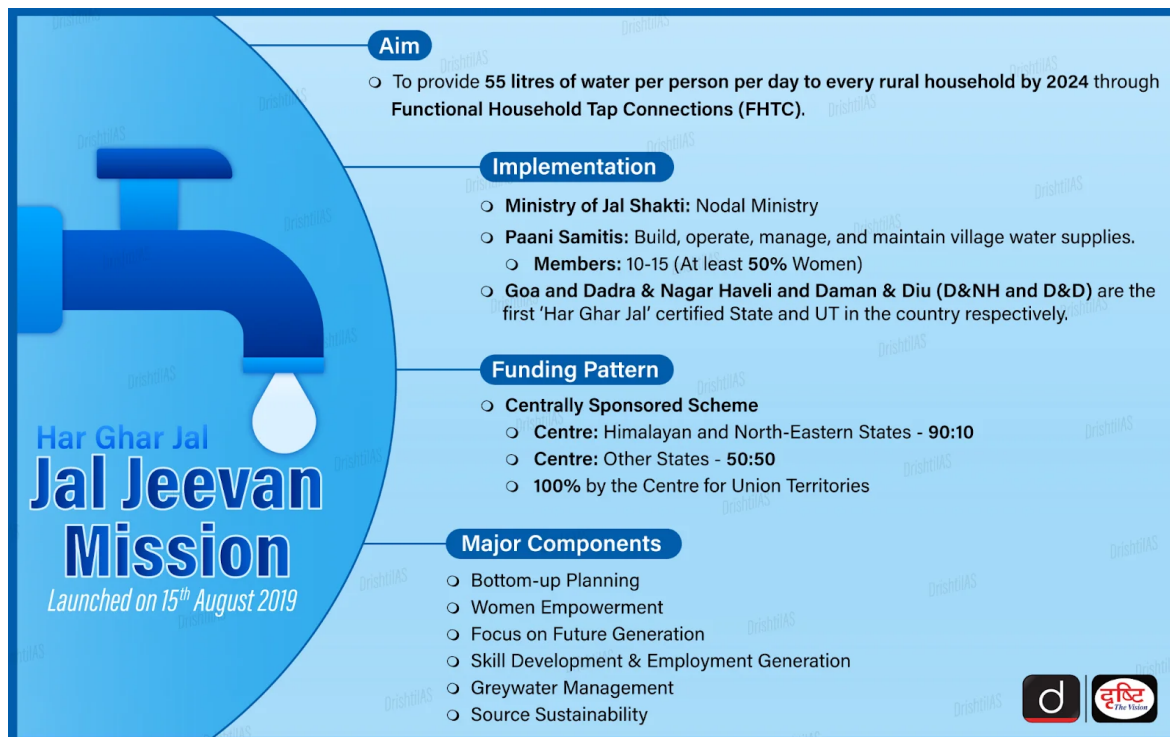 Aim
To provide 55 litres of water per person per day to every rural household by 2024 through
Functional Household Tap Connections (FHTC).
Implementation
Ministry of Jal Shakti: Nodal Ministry
Paani Samitis: Build, operate, manage, and maintain village water supplies.
Members: 10-15 (At least 50% Women)
Goa and Dadra & Nagar Haveli and Daman & Diu (D&NH and D&D) are the
first ‘Har Ghar Jal’ certified State and UT in the country respectively.
Funding Pattern
Centrally Sponsored Scheme
Centre: Himalayan and North-Eastern States - 90:10
Centre: Other States - 50:50
100% by the Centre for Union Territories
Har Ghar Jal
Jal Jeevan
Mission
Launched on 15th August 2019
Major Components
Bottom-up Planning
Women Empowerment
Focus on Future Generation
Skill Development & Employment Generation
Greywater Management
Source Sustainability
d
दृष्टि
The Vision
DrishtiIAS